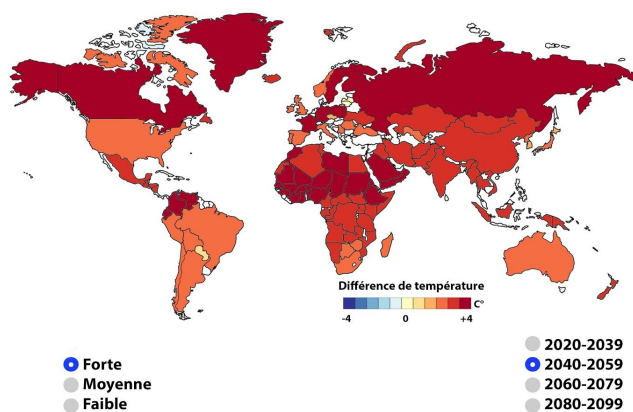 Différence de température
C°
-4
0
+4
Forte
Moyenne
Faible
2020-2039
2040-2059
2060-2079
2080-2099